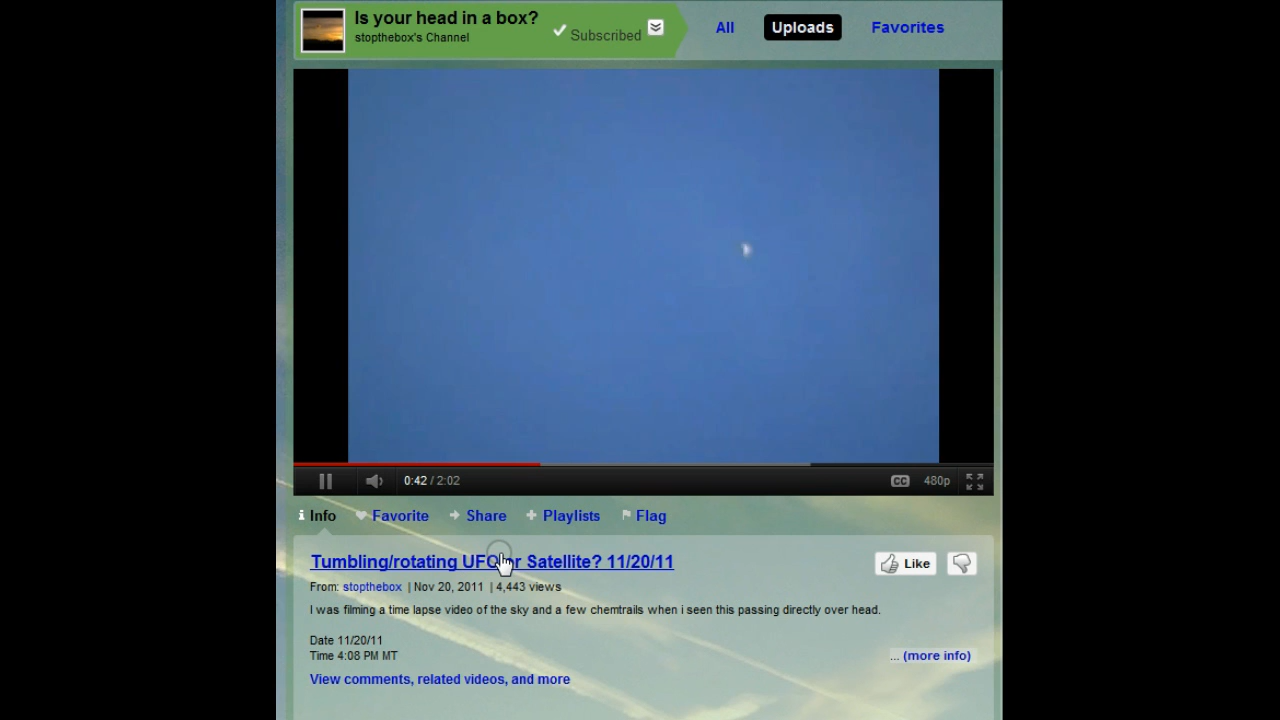 Is your head in a box?
stopthebox's Channel
Subscribed
All
Uploads
Favorites
0:42 / 2:02
CC
480p
Info
Favorite
Share
Playlists
Flag
Tumbling/rotating UFO or Satellite? 11/20/11
Like
From: stopthebox | Nov 20, 2011 | 4,443 views
I was filming a time lapse video of the sky and a few chemtrails when i seen this passing directly over head.
Date 11/20/11
Time 4:08 PM MT
... (more info)
View comments, related videos, and more